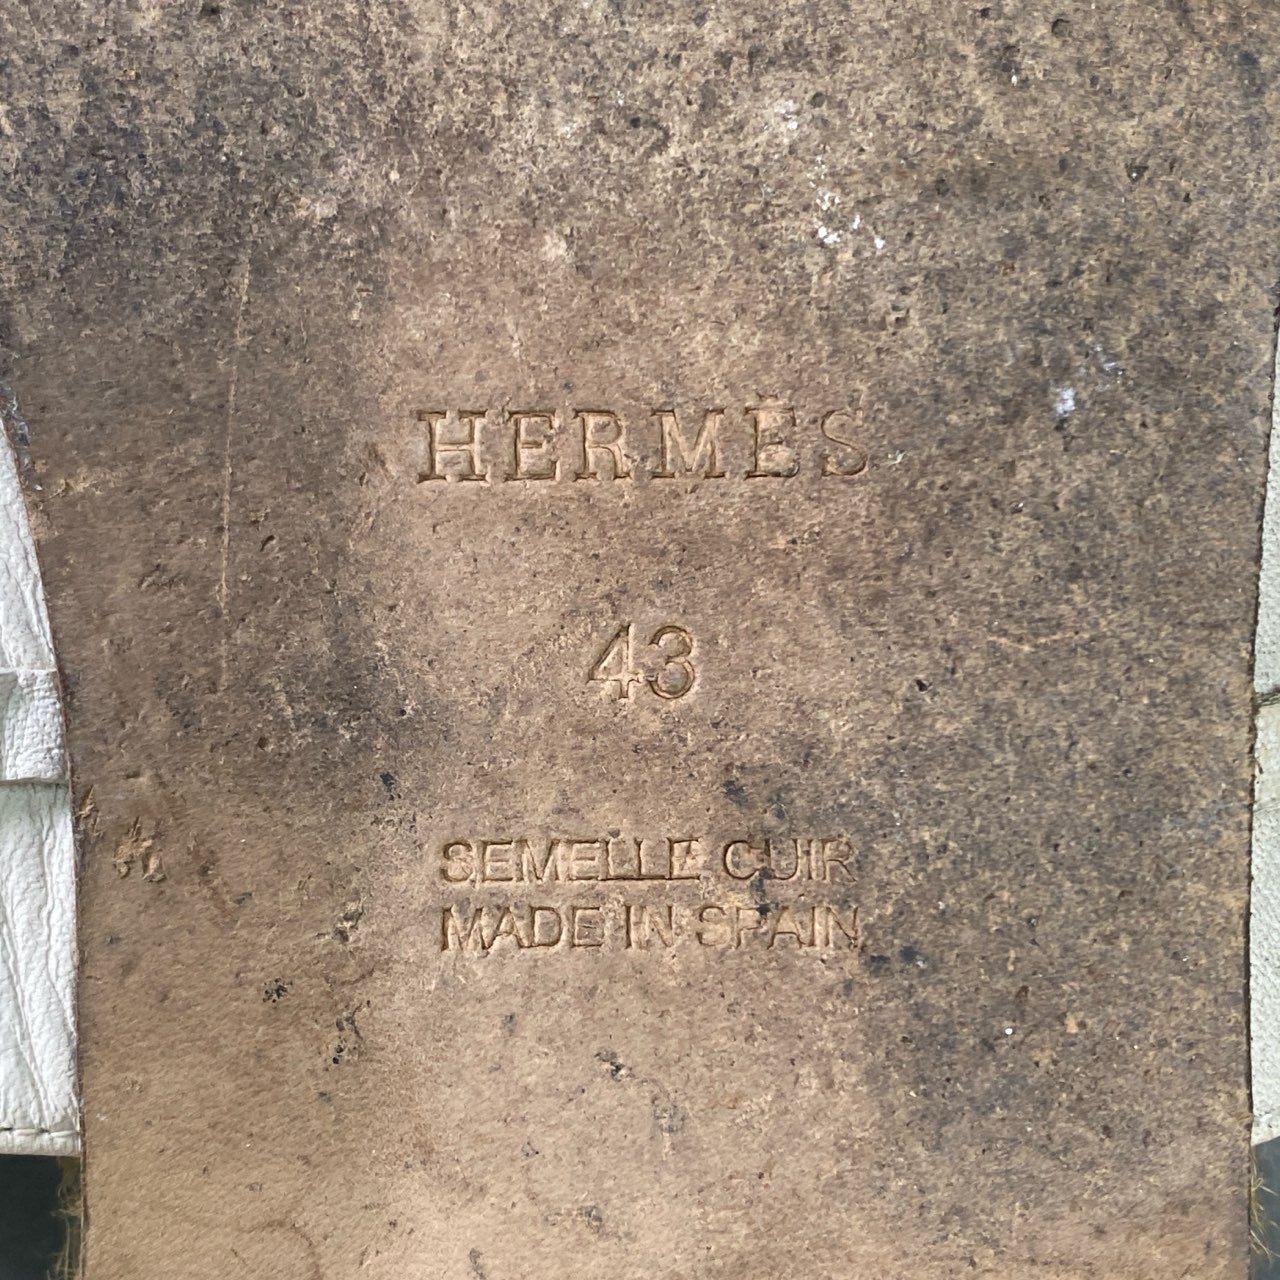 HERMÈS
43
SEMELLE CUIR
MADE IN SPAIN